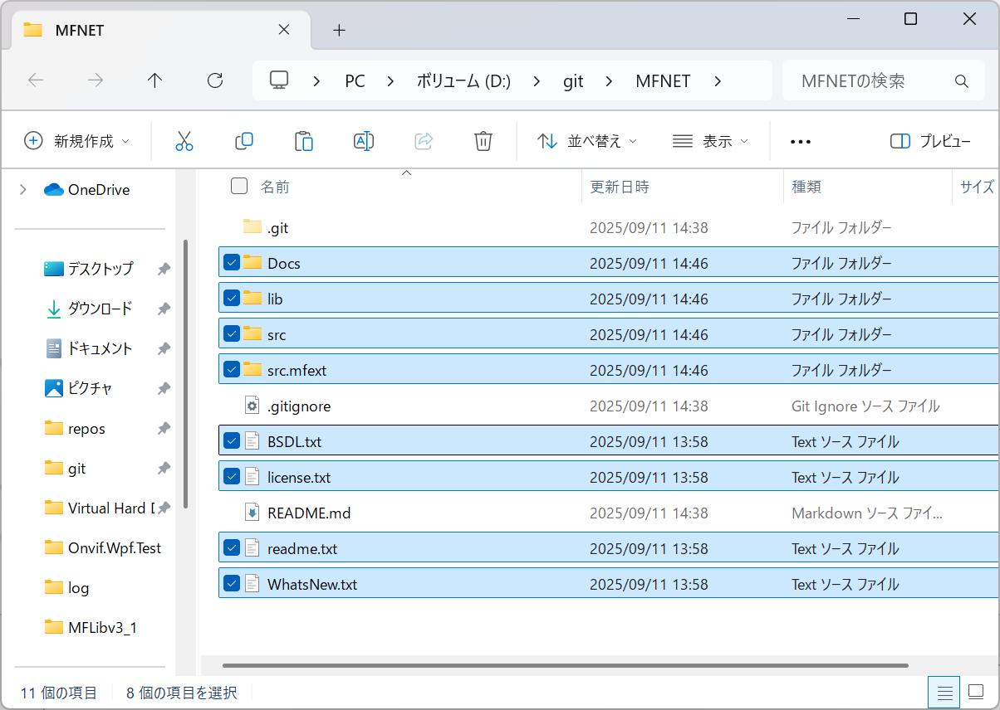 MFNET
PC ボリューム (D:) git MFNET MFNETの検索
新規作成 並べ替え 表示 プレビュー
OneDrive
デスクトップ
ダウンロード
ドキュメント
ピクチャ
repos
git
Virtual Hard D
Onvif.Wpf.Test
log
MFLibv3_1
名前 更新日時 種類 サイズ
.git 2025/09/11 14:38 ファイル フォルダー
Docs 2025/09/11 14:46 ファイル フォルダー
lib 2025/09/11 14:46 ファイル フォルダー
src 2025/09/11 14:46 ファイル フォルダー
src.mfext 2025/09/11 14:46 ファイル フォルダー
.gitignore 2025/09/11 14:38 Git Ignore ソース ファイル
BSDL.txt 2025/09/11 13:58 Text ソース ファイル
license.txt 2025/09/11 13:58 Text ソース ファイル
README.md 2025/09/11 14:38 Markdown ソース ファイ...
readme.txt 2025/09/11 13:58 Text ソース ファイル
WhatsNew.txt 2025/09/11 13:58 Text ソース ファイル
11 個の項目 8 個の項目を選択